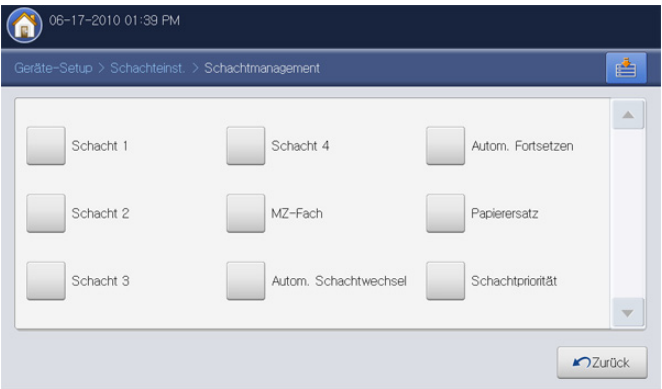 06-17-2010 01:39 PM
Geräte-Setup > Schachteinst. > Schachtmanagement
Schacht 1
Schacht 4
Autom. Fortsetzen
Schacht 2
MZ-Fach
Papierersatz
Schacht 3
Autom. Schachtwechsel
Schachtpriorität
Zurück